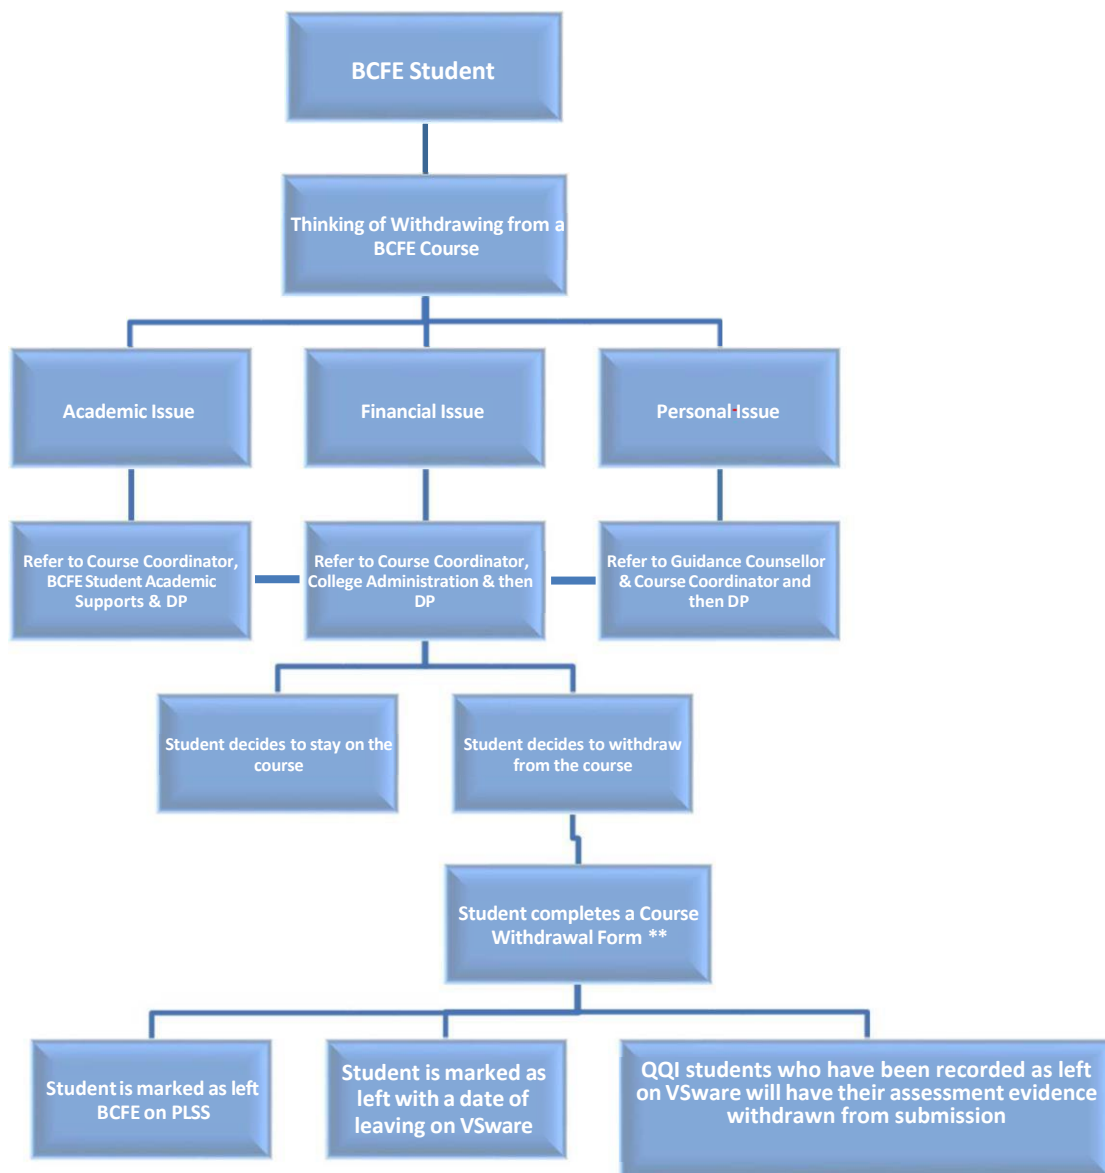 BCFE Student
Thinking of Withdrawing from a
BCFE Course
Academic Issue
Financial Issue
Personal Issue
Refer to Course Coordinator,
BCFE Student Academic
Supports & DP
Refer to Course Coordinator,
College Administration & then
DP
Refer to Guidance Counsellor
& Course Coordinator and
then DP
Student decides to stay on the
course
Student decides to withdraw
from the course
Student completes a Course
Withdrawal Form **
Student is marked as left
BCFE on PLSS
Student is marked as
left with a date of
leaving on VSware
QQI students who have been recorded as left
on VSware will have their assessment evidence
withdrawn from submission